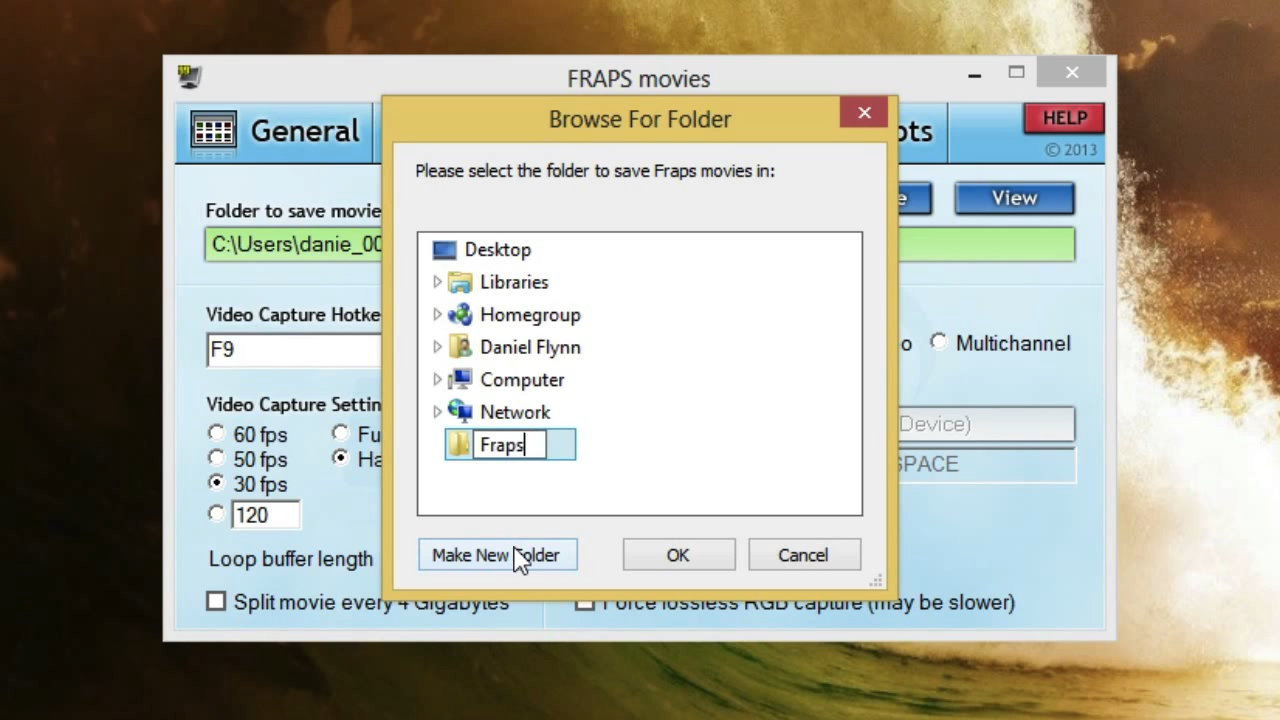 FRAPS movies
General
HELP
© 2013
Browse For Folder
Please select the folder to save Fraps movies in:
View
Folder to save movie
C:\Users\danie_00
Desktop
Libraries
Homegroup
Daniel Flynn
Computer
Network
Fraps
Video Capture Hotke
F9
Multichannel
Video Capture Settin
60 fps
50 fps
30 fps
120
Fu
Ha
Device)
SPACE
Loop buffer length
Make New Folder
OK
Cancel
Split movie every 4 Gigabytes
Force lossless RGB capture (may be slower)